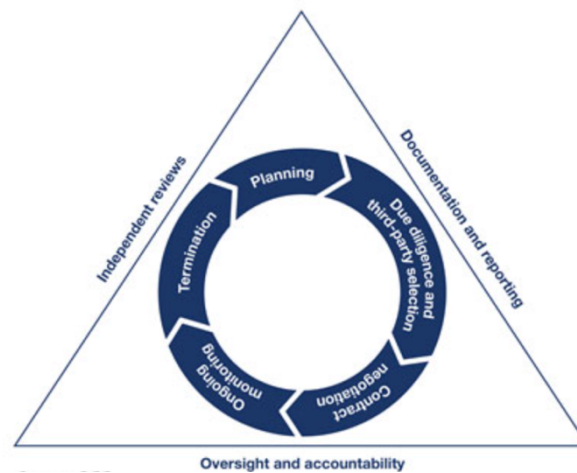 Planning
Due diligence and
third-party selection
Contract
negotiation
Ongoing
monitoring
Termination
Independent reviews
Documentation and reporting
Oversight and accountability